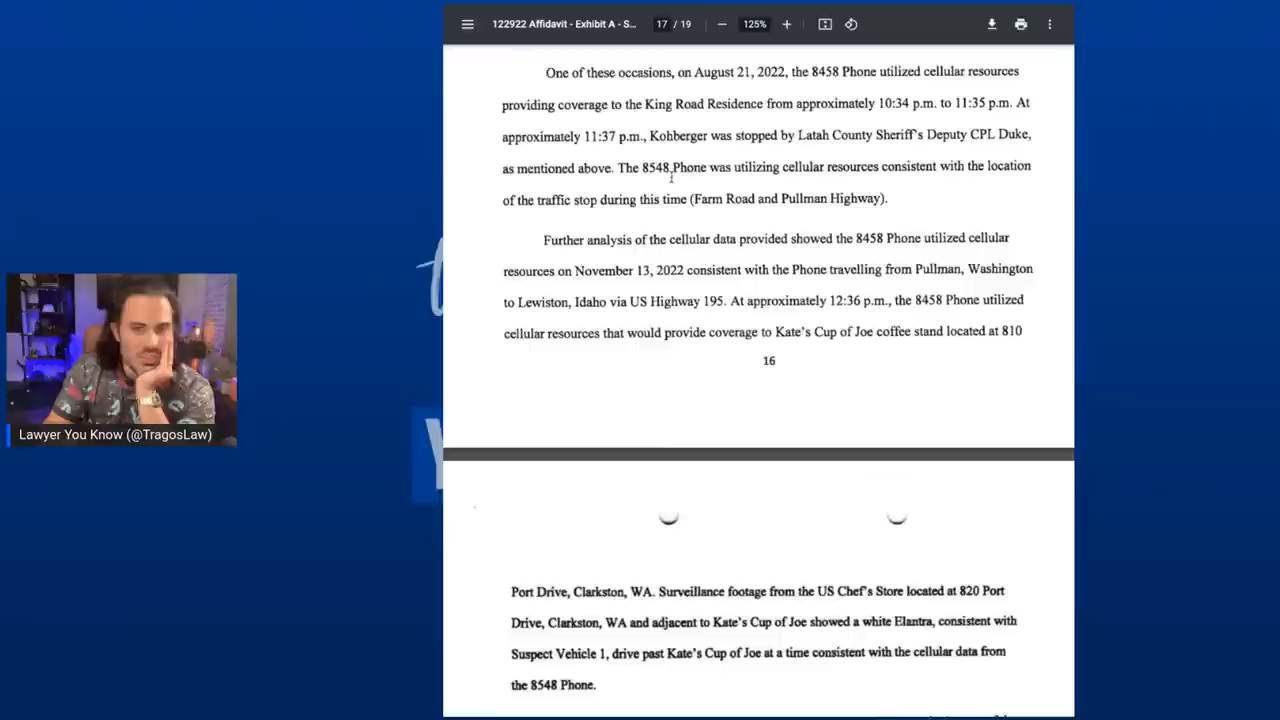 122922 Affidavit - Exhibit A - S...
17 / 19
125%
One of these occasions, on August 21, 2022, the 8458 Phone utilized cellular resources
providing coverage to the King Road Residence from approximately 10:34 p.m. to 11:35 p.m. At
approximately 11:37 p.m., Kohberger was stopped by Latah County Sheriff's Deputy CPL Duke,
as mentioned above. The 8548 Phone was utilizing cellular resources consistent with the location
of the traffic stop during this time (Farm Road and Pullman Highway).
Further analysis of the cellular data provided showed the 8458 Phone utilized cellular
resources on November 13, 2022 consistent with the Phone travelling from Pullman, Washington
to Lewiston, Idaho via US Highway 195. At approximately 12:36 p.m., the 8458 Phone utilized
cellular resources that would provide coverage to Kate's Cup of Joe coffee stand located at 810
16
Port Drive, Clarkston, WA. Surveillance footage from the US Chef's Store located at 820 Port
Drive, Clarkston, WA and adjacent to Kate's Cup of Joe showed a white Elantra, consistent with
Suspect Vehicle 1, drive past Kate's Cup of Joe at a time consistent with the cellular data from
the 8548 Phone.
Lawyer You Know (@TragosLaw)